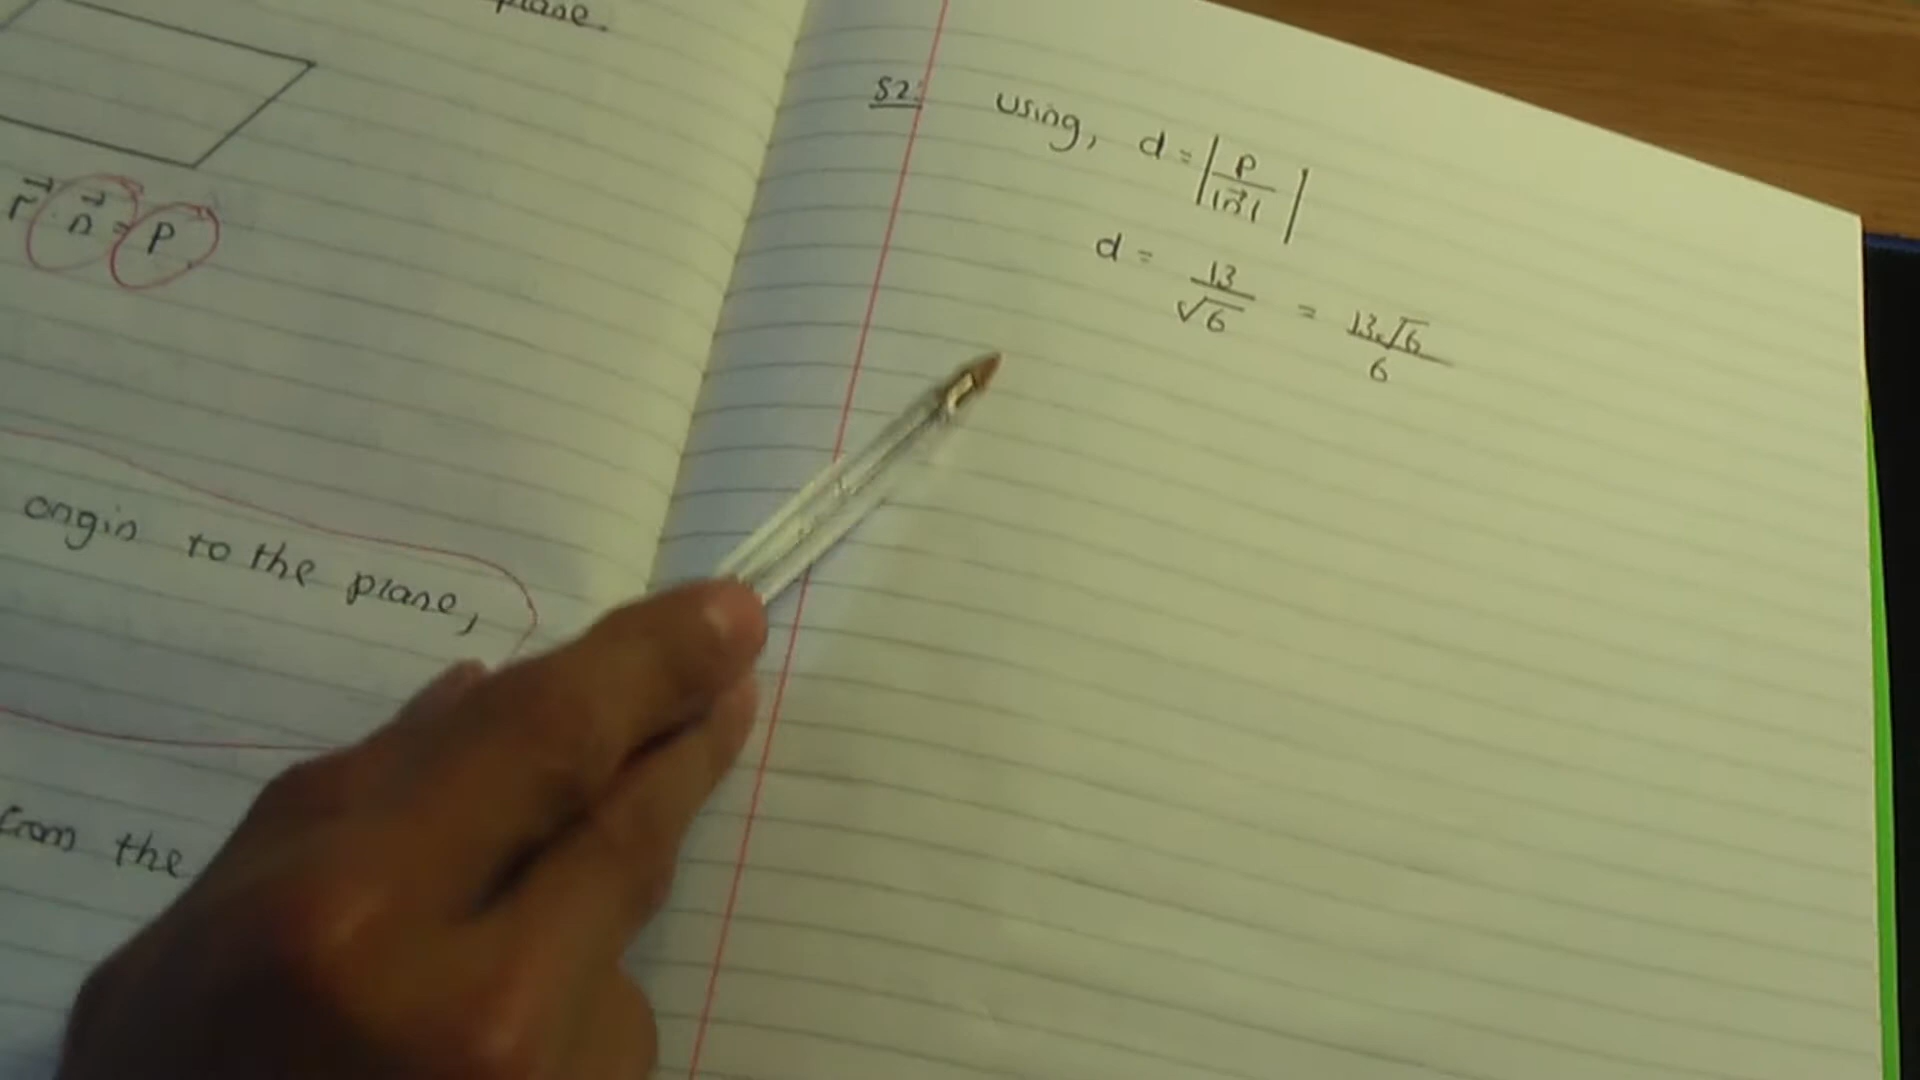 plane.
r⃗ . n⃗ = p.
origin to the plane,
from the
S2:
Using, d = |p/|n⃗||
d = 13/√6 = 13√6/6